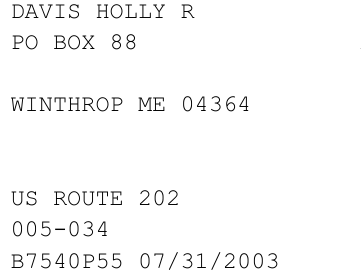 DAVIS HOLLY R
PO BOX 88
WINTHROP ME 04364
US ROUTE 202
005-034
B7540P55 07/31/2003